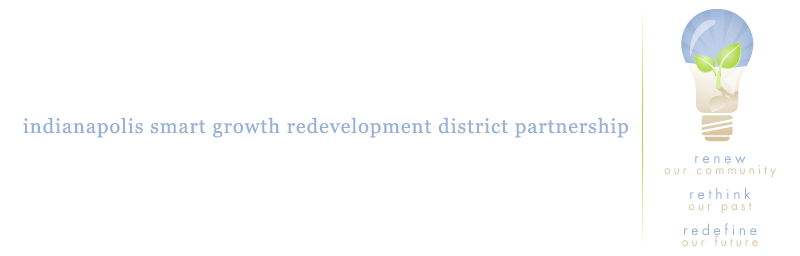 indianapolis smart growth redevelopment district partnership
renew
our community
rethink
our past
redefine
our future